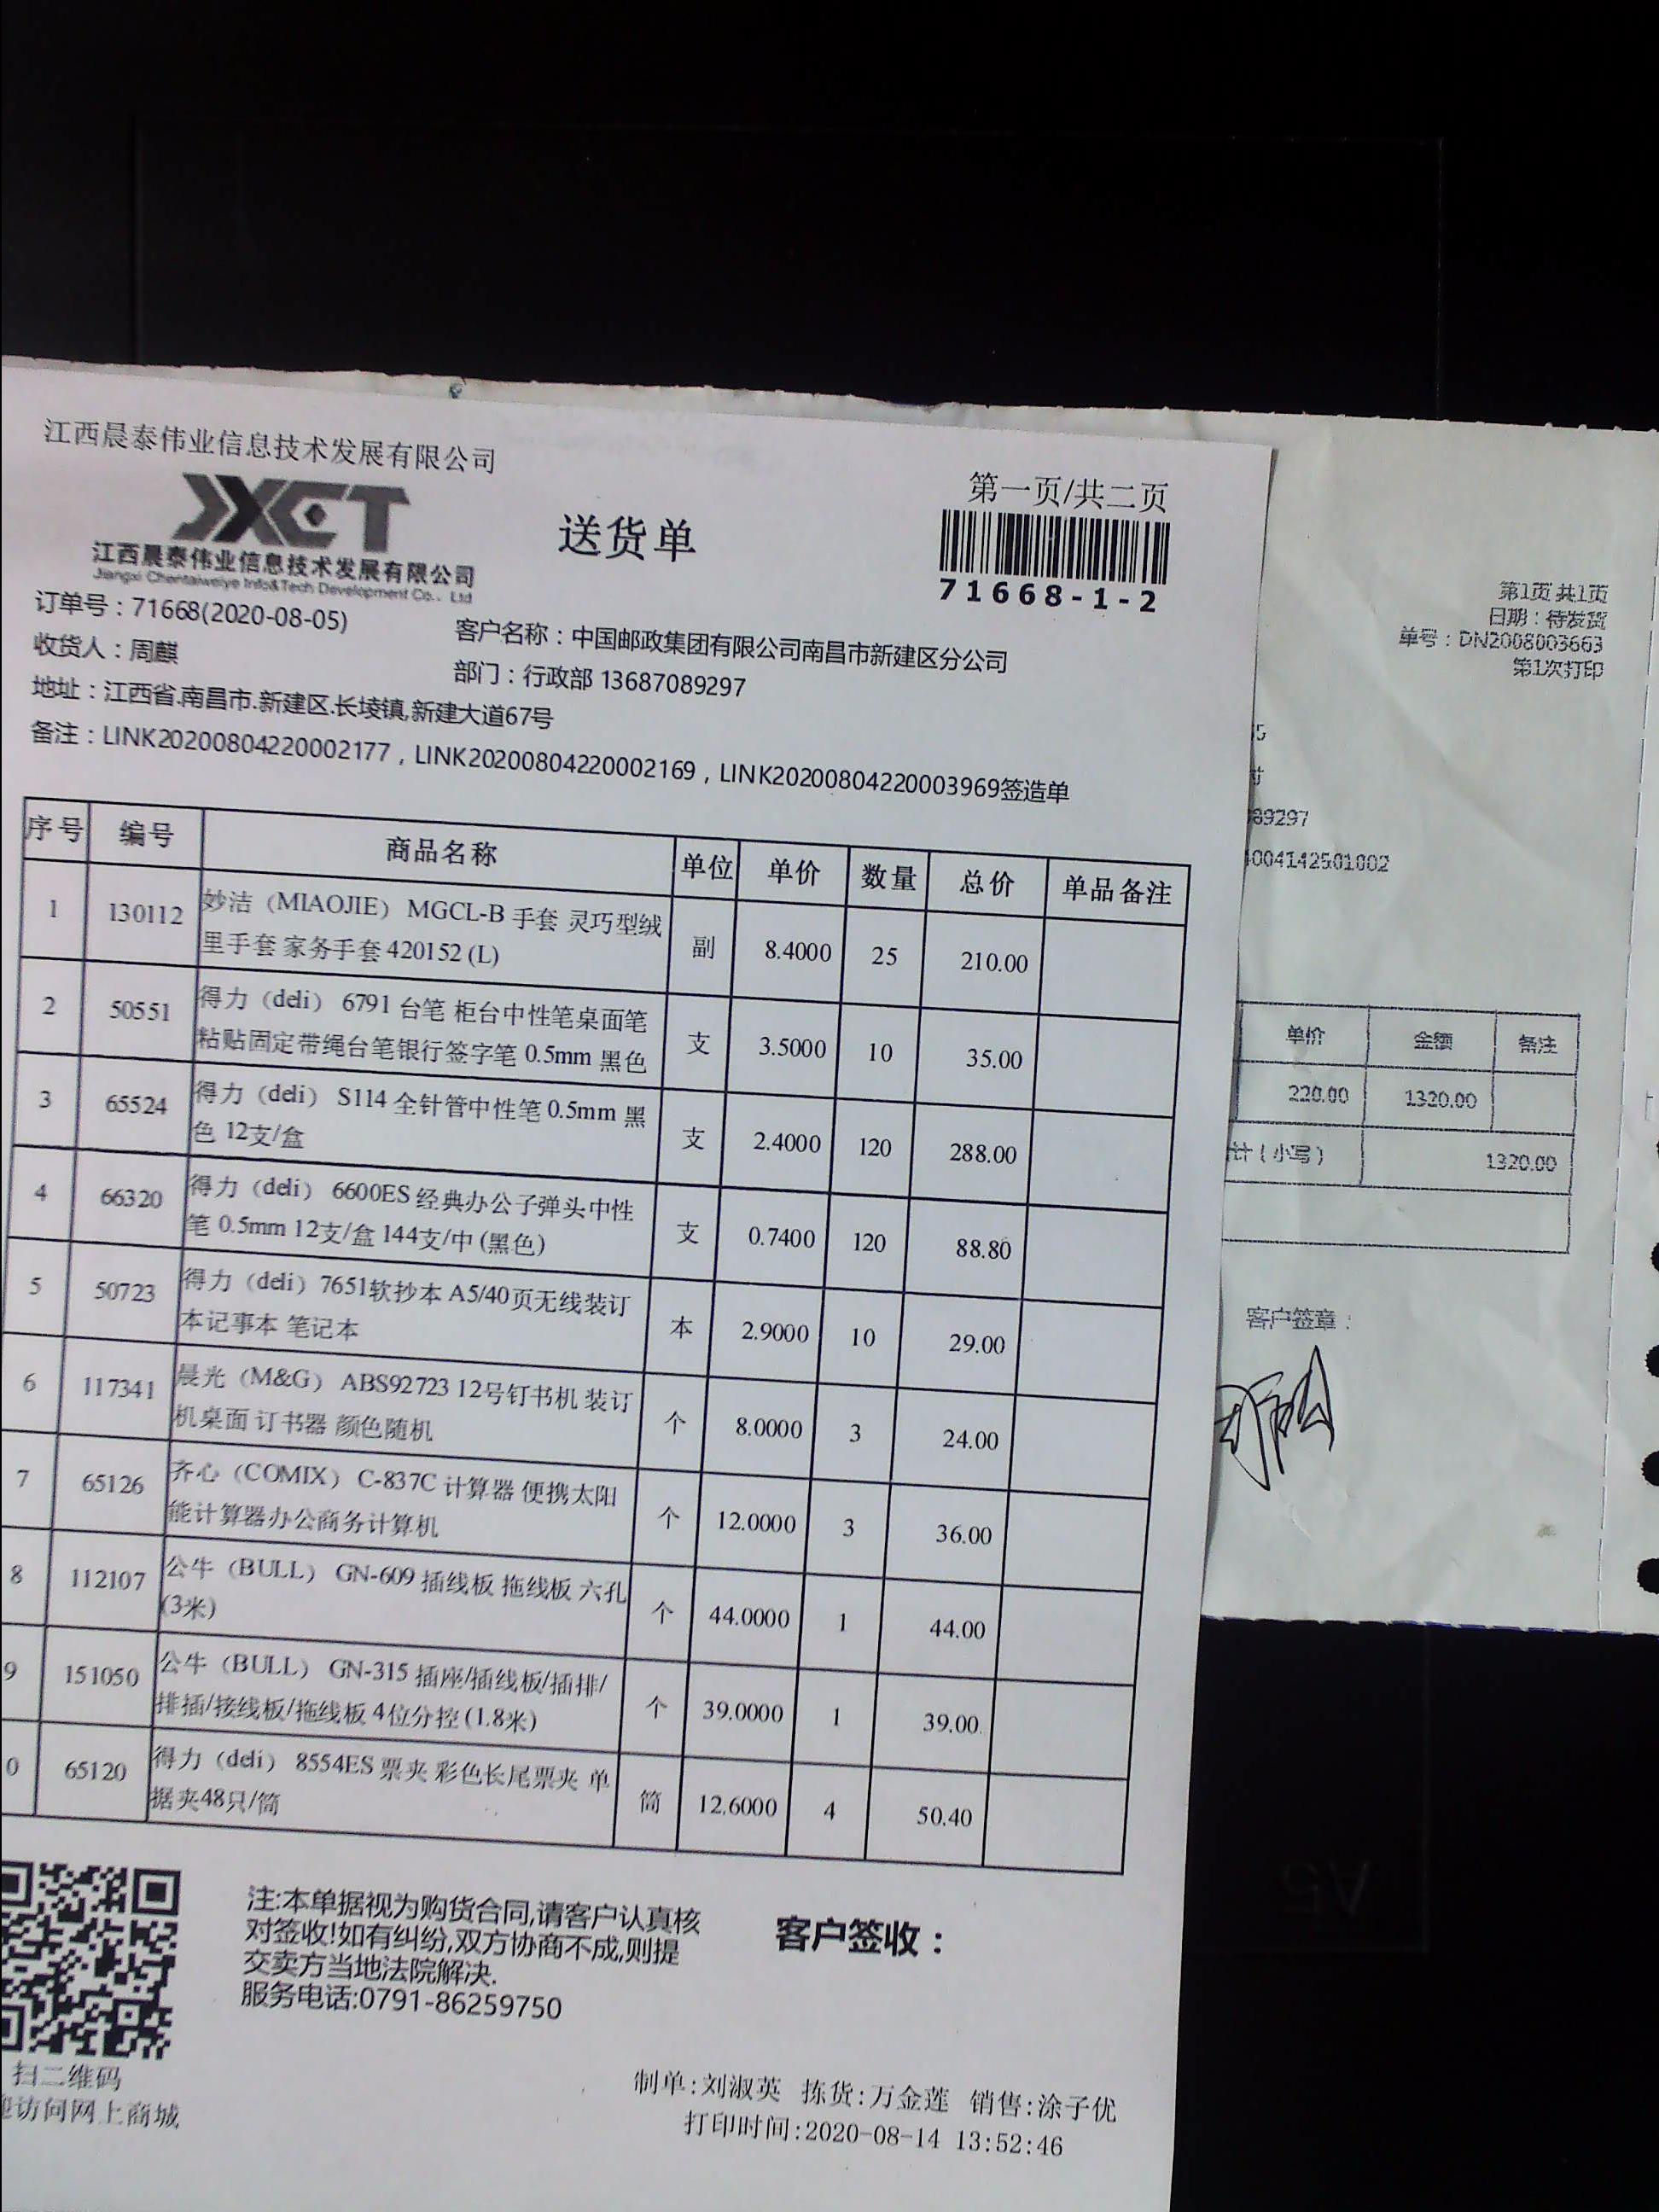 江西晨泰伟业信息技术发展有限公司
JXCT
江西晨泰伟业信息技术发展有限公司
Jiangxi Chentaiweiye Info&Tech Development Co., Ltd
送货单
第一页/共二页
71668-1-2
订单号：71668(2020-08-05)
客户名称：中国邮政集团有限公司南昌市新建区分公司
收货人：周麒
部门：行政部 13687089297
地址：江西省.南昌市.新建区.长堎镇,新建大道67号
备注：LINK20200804220002177，LINK20200804220002169，LINK20200804220003969签造单
序号 编号 商品名称 单位 单价 数量 总价 单品备注
1 130112 妙洁（MIAOJIE） MGCL-B 手套 灵巧型绒
里手套 家务手套 420152 (L) 副 8.4000 25 210.00
2 50551 得力（deli） 6791 台笔 柜台中性笔桌面笔
粘贴固定带绳台笔银行签字笔 0.5mm 黑色 支 3.5000 10 35.00
3 65524 得力（deli） S114 全针管中性笔 0.5mm 黑
色 12支/盒 支 2.4000 120 288.00
4 66320 得力（deli） 6600ES 经典办公子弹头中性
笔 0.5mm 12支/盒 144支/中 (黑色) 支 0.7400 120 88.80
5 50723 得力（deli）7651软抄本 A5/40页无线装订
本记事本 笔记本 本 2.9000 10 29.00
6 117341 晨光（M&G） ABS92723 12号钉书机 装订
机桌面 订书器 颜色随机 个 8.0000 3 24.00
7 65126 齐心（COMIX） C-837C 计算器 便携太阳
能计算器办公商务计算机 个 12.0000 3 36.00
8 112107 公牛（BULL） GN-609 插线板 拖线板 六孔
(3米) 个 44.0000 1 44.00
9 151050 公牛（BULL） GN-315 插座/插线板/插排/
排插/接线板/拖线板 4位分控 (1.8米) 个 39.0000 1 39.00
0 65120 得力（deli） 8554ES 票夹 彩色长尾票夹 单
据夹48只/筒 筒 12.6000 4 50.40
注:本单据视为购货合同,请客户认真核
对签收!如有纠纷,双方协商不成,则提
交卖方当地法院解决.
服务电话:0791-86259750
客户签收：
扫二维码
迎访问网上商城
制单:刘淑英 拣货:万金莲 销售:涂子优
打印时间:2020-08-14 13:52:46
第1页 共1页
日期：待发货
单号：DN2008003663
第1次打印
5
89297
4004142501002
单价 金额 备注
220.00 1320.00
计（小写） 1320.00
客户签章：
A5